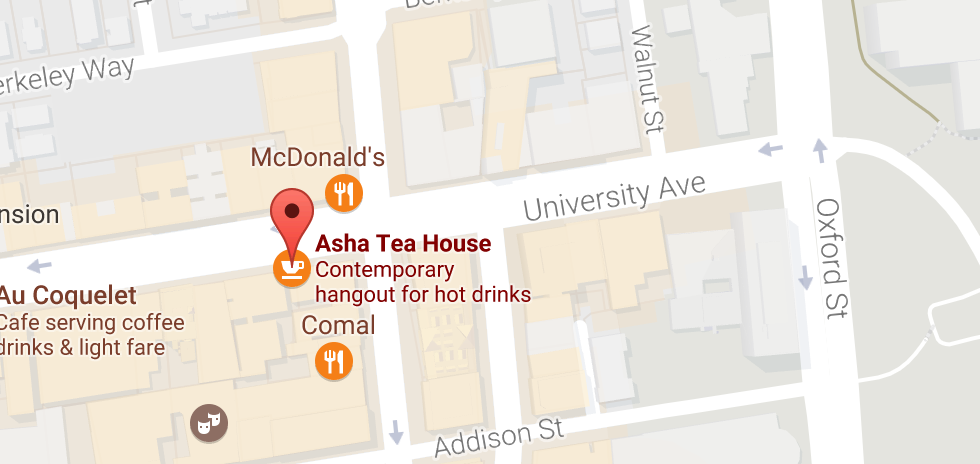 Walnut St
erkeley Way
McDonald's
University Ave
nsion
Asha Tea House
Contemporary
hangout for hot drinks
Oxford St
Au Coquelet
Cafe serving coffee
drinks & light fare
Comal
Addison St